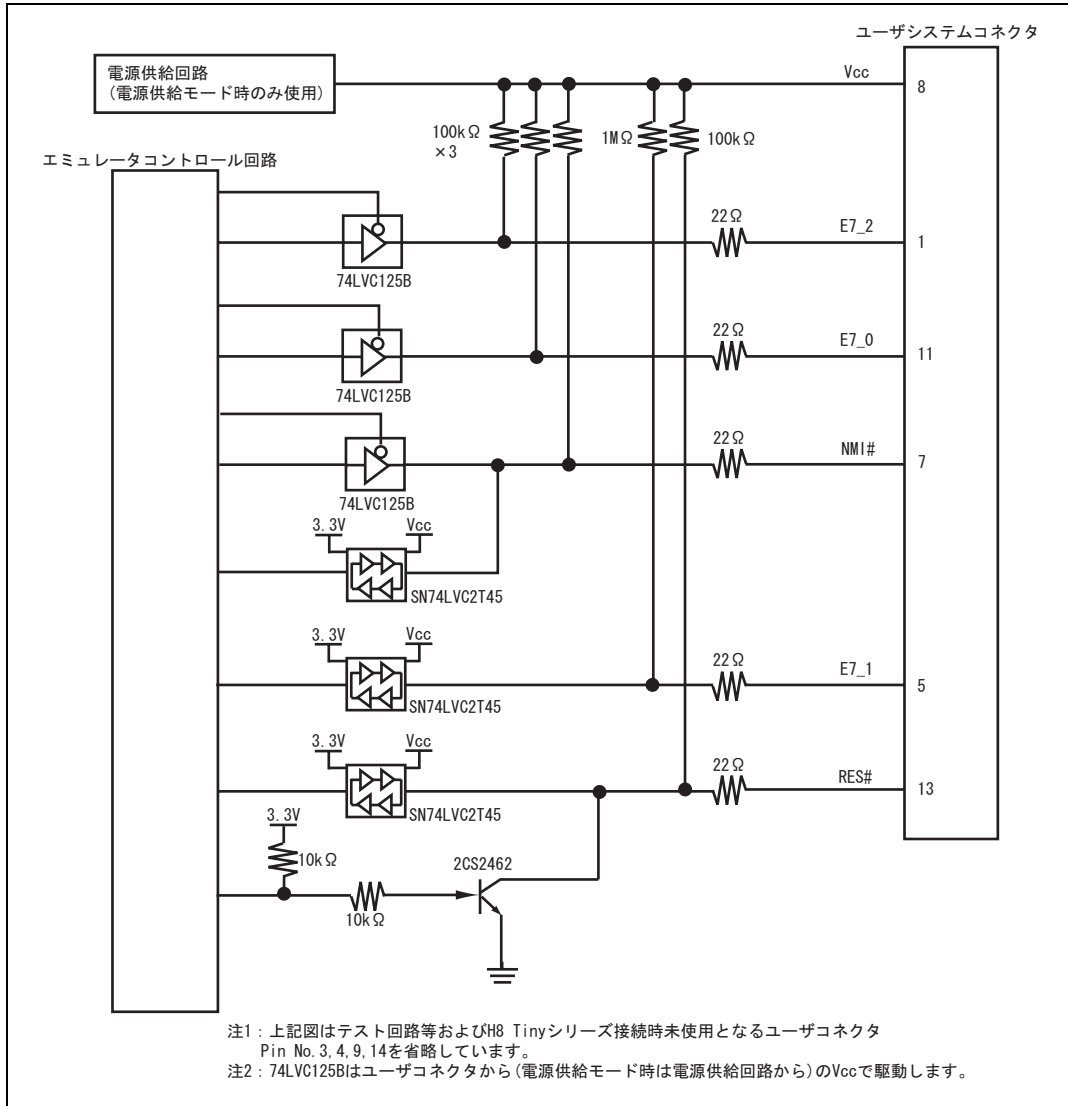 ユーザシステムコネクタ
電源供給回路
(電源供給モード時のみ使用)
Vcc
8
100kΩ
×3
1MΩ
100kΩ
エミュレータコントロール回路
22Ω
E7_2
1
74LVC125B
22Ω
E7_0
11
74LVC125B
22Ω
NMI#
7
74LVC125B
3.3V
Vcc
SN74LVC2T45
3.3V
Vcc
22Ω
E7_1
5
SN74LVC2T45
3.3V
Vcc
22Ω
RES#
13
SN74LVC2T45
3.3V
10kΩ
2CS2462
10kΩ
注1：上記図はテスト回路等およびH8 Tinyシリーズ接続時未使用となるユーザコネクタ
Pin No.3,4,9,14を省略しています。
注2：74LVC125Bはユーザコネクタから(電源供給モード時は電源供給回路から)のVccで駆動します。